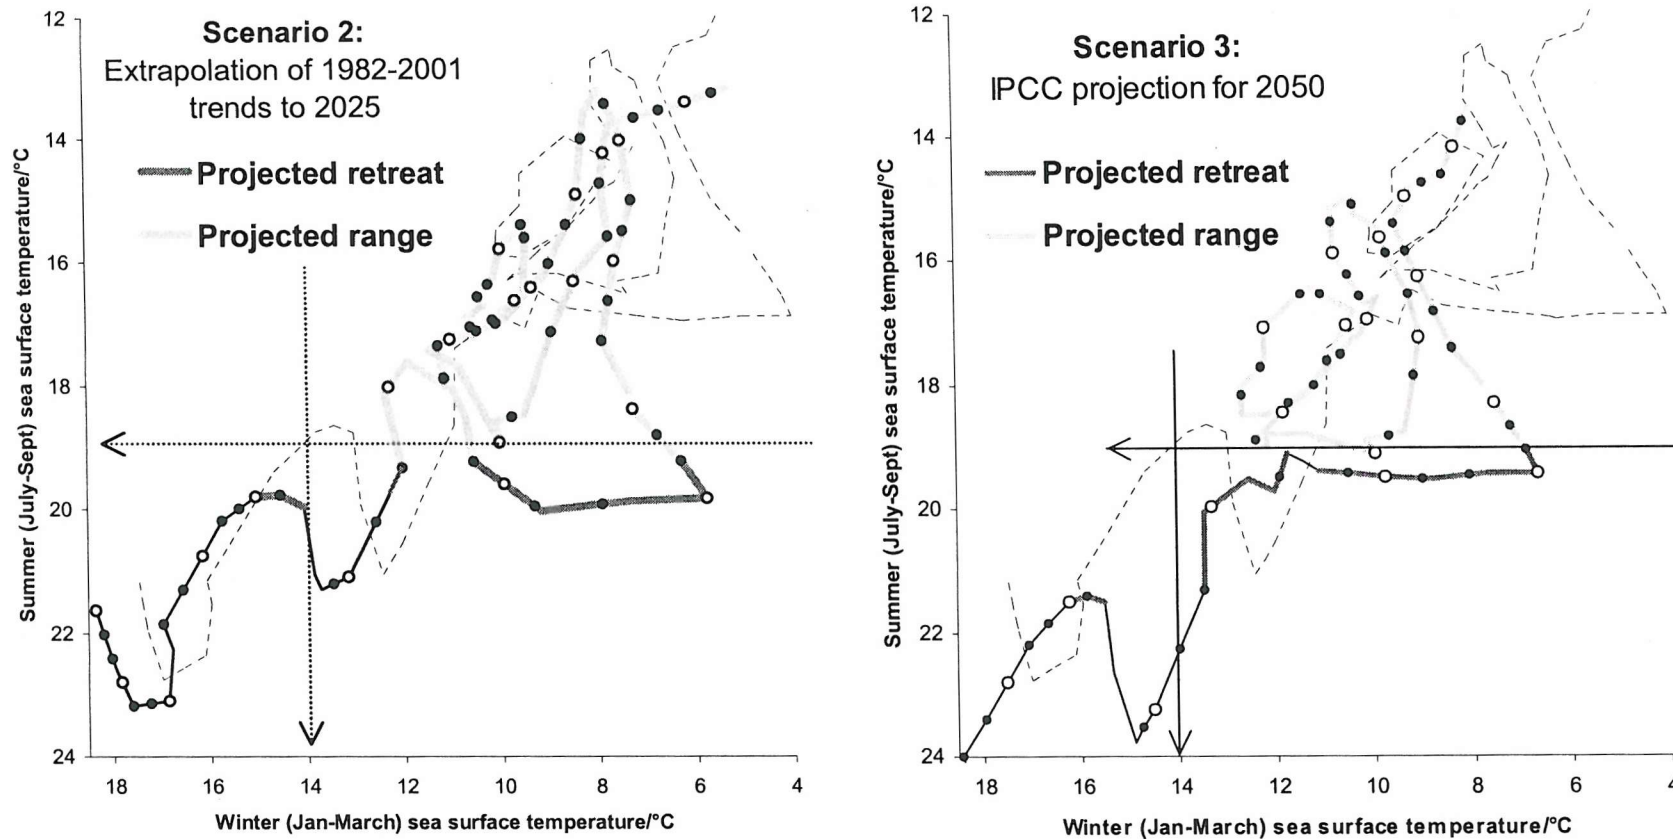 Scenario 2:
Extrapolation of 1982-2001
trends to 2025
Projected retreat
Projected range
12
14
16
18
20
22
24
18
16
14
12
10
8
6
4
Summer (July-Sept) sea surface temperature/°C
Winter (Jan-March) sea surface temperature/°C
Scenario 3:
IPCC projection for 2050
Projected retreat
Projected range
12
14
16
18
20
22
24
18
16
14
12
10
8
6
4
Summer (July-Sept) sea surface temperature/°C
Winter (Jan-March) sea surface temperature/°C